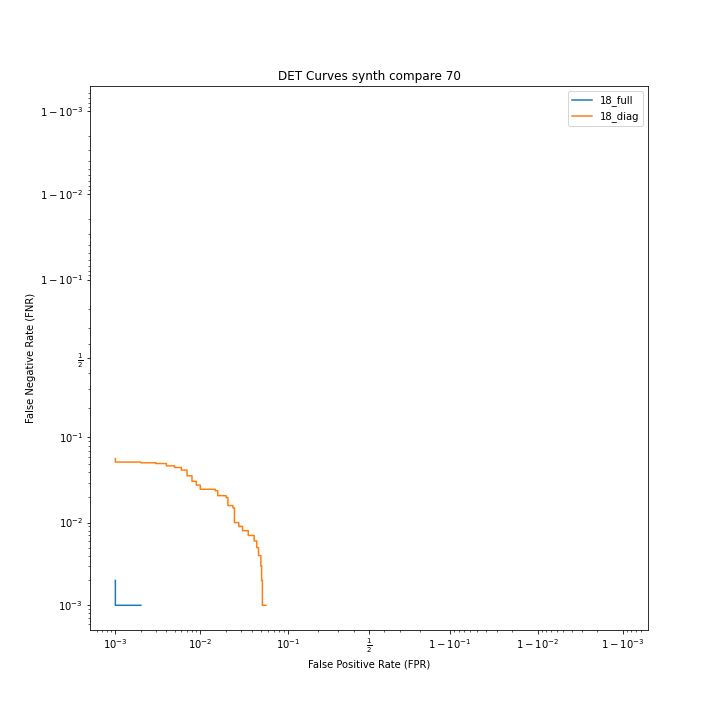 DET Curves synth compare 70
18_full
18_diag
1 − 10⁻³
1 − 10⁻²
1 − 10⁻¹
½
10⁻¹
10⁻²
10⁻³
False Negative Rate (FNR)
10⁻³ 10⁻² 10⁻¹ ½ 1 − 10⁻¹ 1 − 10⁻² 1 − 10⁻³
False Positive Rate (FPR)